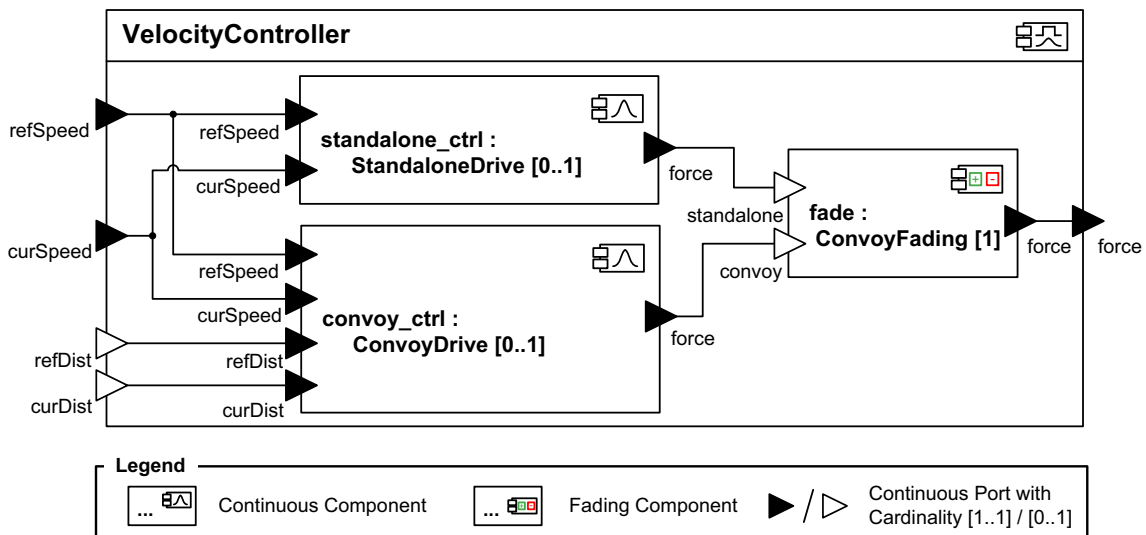 VelocityController
refSpeed
refSpeed
standalone_ctrl :
StandaloneDrive [0..1]
curSpeed
force
standalone
fade :
ConvoyFading [1]
force
force
curSpeed
refSpeed
convoy
curSpeed
convoy_ctrl :
ConvoyDrive [0..1]
force
refDist
refDist
curDist
curDist
Legend
... Continuous Component
... Fading Component
/ Continuous Port with
Cardinality [1..1] / [0..1]